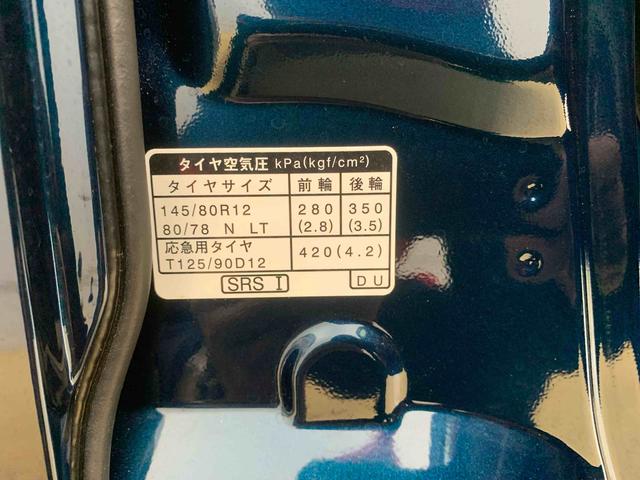 タイヤ空気圧 kPa(kgf/cm²)
タイヤサイズ 前輪 後輪
145/80R12 280 350
80/78 N LT (2.8) (3.5)
応急用タイヤ 420(4.2)
T125/90D12
SRS I DU